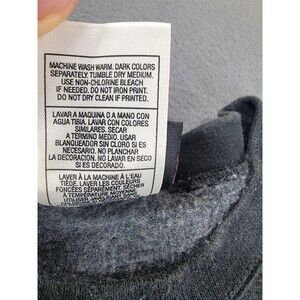 MACHINE WASH WARM. DARK COLORS
SEPARATELY. TUMBLE DRY MEDIUM.
USE NON-CHLORINE BLEACH
IF NEEDED. DO NOT IRON PRINT.
DO NOT DRY CLEAN IF PRINTED.
LAVAR A MAQUINA O A MANO CON
AGUA TIBIA. LAVAR CON COLORES
SIMILARES. SECAR
A TERMINO MEDIO. USAR
BLANQUEADOR SIN CLORO SI ES
NECESARIO. NO PLANCHAR
LA DECORACION. NO LAVAR EN
SECO SI ES DECORADO.
LAVER À LA MACHINE À L'EAU
TIÈDE. LAVER LES COULEURS
FONCÉES SÉPARÉMENT. SÉCHER
À TEMPÉRATURE MOYENNE